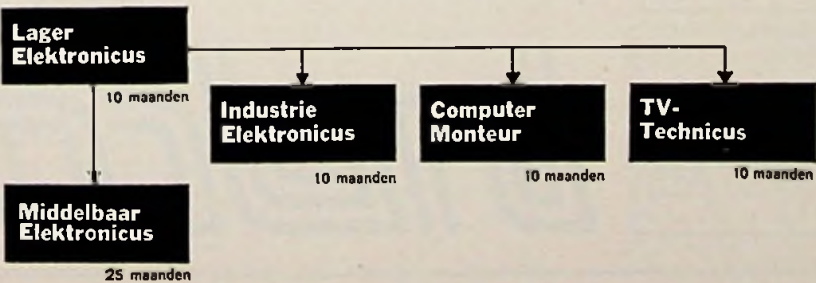 Lager
Elektronicus
10 maanden
Industrie
Elektronicus
10 maanden
Computer
Monteur
10 maanden
TV-
Technicus
10 maanden
Middelbaar
Elektronicus
25 maanden